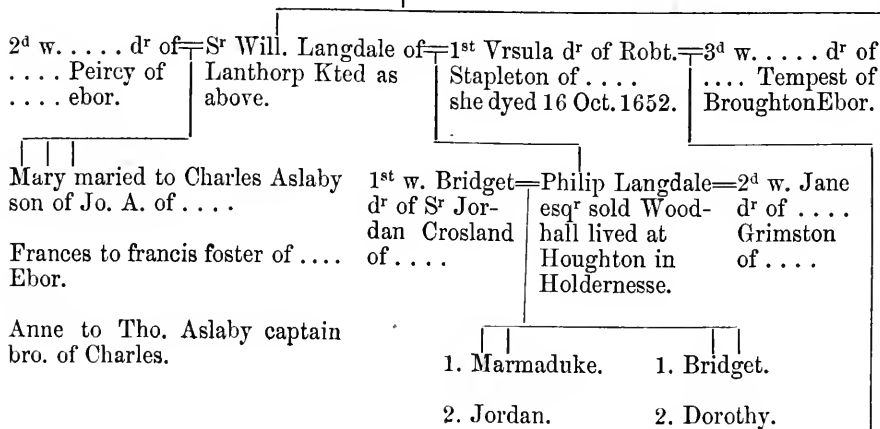 2ᵈ w. . . . . dʳ of
. . . . Peircy of
. . . . ebor.
Sʳ Will. Langdale of
Lanthorp Kted as
above.
1ˢᵗ Vrsula dʳ of Robt.
Stapleton of . . . .
she dyed 16 Oct. 1652.
3ᵈ w. . . . . dʳ of
. . . . Tempest of
BroughtonEbor.
Mary maried to Charles Aslaby
son of Jo. A. of . . . .
Frances to francis foster of . . . .
Ebor.
Anne to Tho. Aslaby captain
bro. of Charles.
1ˢᵗ w. Bridget
dʳ of Sʳ Jor-
dan Crosland
of . . . .
Philip Langdale
esqʳ sold Wood-
hall lived at
Houghton in
Holdernesse.
2ᵈ w. Jane
dʳ of . . . .
Grimston
of . . . .
1. Marmaduke.
2. Jordan.
1. Bridget.
2. Dorothy.